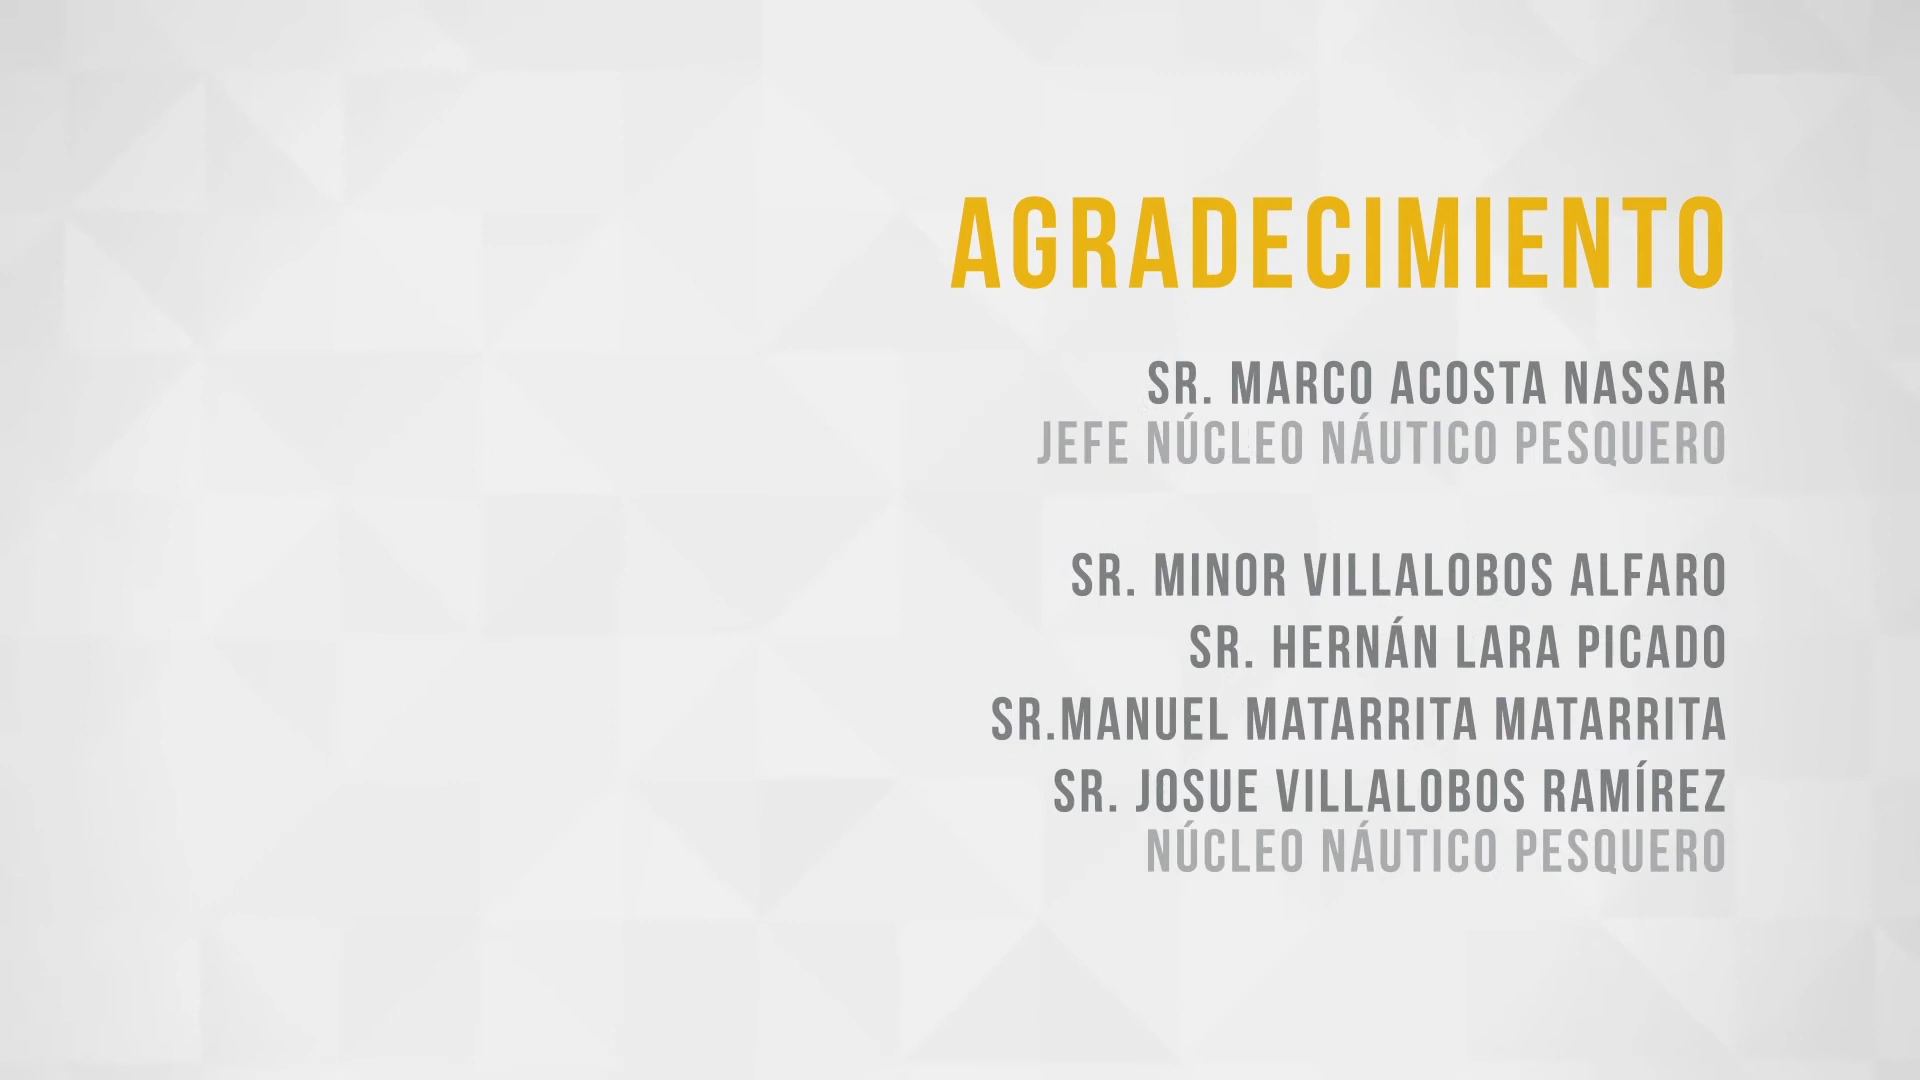 AGRADECIMIENTO
SR. MARCO ACOSTA NASSAR
JEFE NÚCLEO NÁUTICO PESQUERO
SR. MINOR VILLALOBOS ALFARO
SR. HERNÁN LARA PICADO
SR.MANUEL MATARRITA MATARRITA
SR. JOSUE VILLALOBOS RAMÍREZ
NÚCLEO NÁUTICO PESQUERO